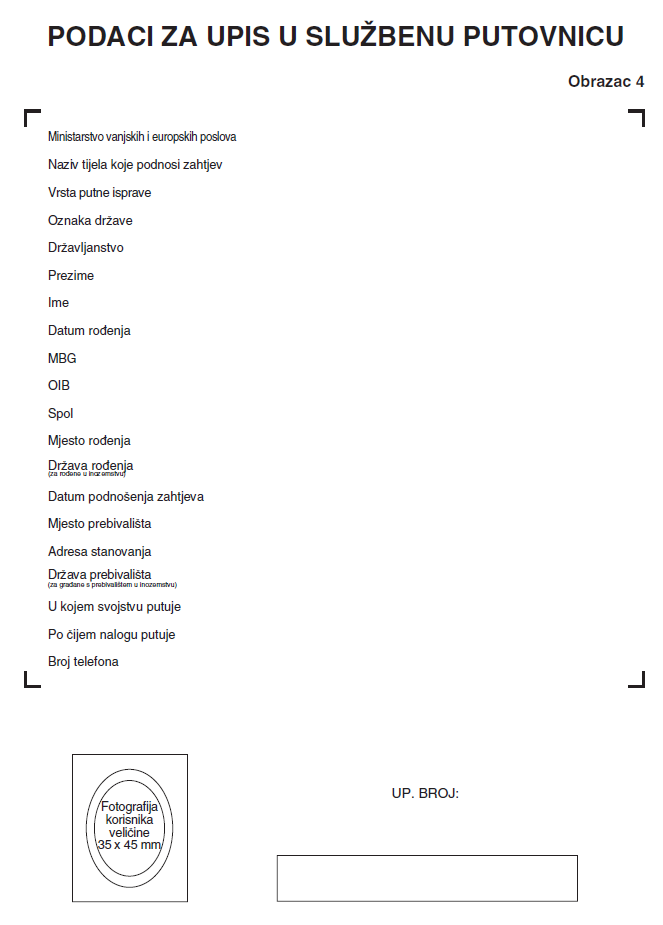 PODACI ZA UPIS U SLUŽBENU PUTOVNICU
Obrazac 4
Ministarstvo vanjskih i europskih poslova
Naziv tijela koje podnosi zahtjev
Vrsta putne isprave
Oznaka države
Državljanstvo
Prezime
Ime
Datum rođenja
MBG
OIB
Spol
Mjesto rođenja
Država rođenja
(za rođene u inozemstvu)
Datum podnošenja zahtjeva
Mjesto prebivališta
Adresa stanovanja
Država prebivališta
(za građane s prebivalištem u inozemstvu)
U kojem svojstvu putuje
Po čijem nalogu putuje
Broj telefona
Fotografija
korisnika
veličine
35 x 45 mm
UP. BROJ: